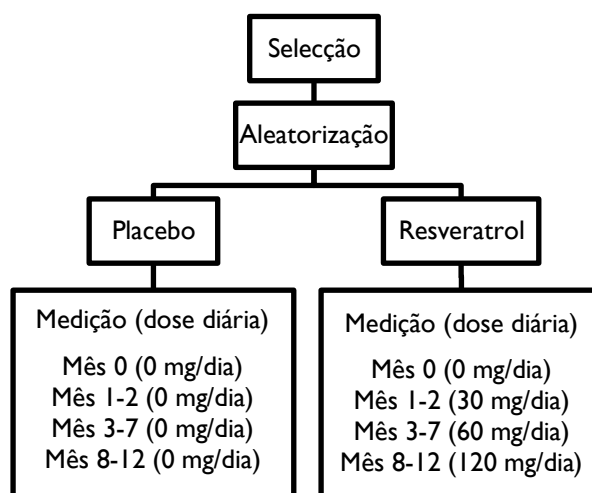 Selecção
Aleatorização
Placebo
Resveratrol
Medição (dose diária)
Mês 0 (0 mg/dia)
Mês 1-2 (0 mg/dia)
Mês 3-7 (0 mg/dia)
Mês 8-12 (0 mg/dia)
Medição (dose diária)
Mês 0 (0 mg/dia)
Mês 1-2 (30 mg/dia)
Mês 3-7 (60 mg/dia)
Mês 8-12 (120 mg/dia)